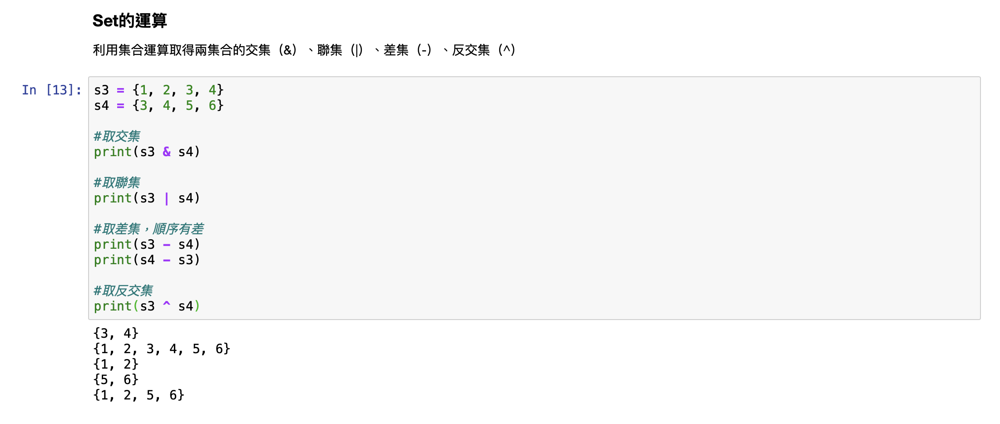 Set的運算
利用集合運算取得兩集合的交集（&）、聯集（|）、差集（-）、反交集（^）
In [13]:
s3 = {1, 2, 3, 4}
s4 = {3, 4, 5, 6}
#取交集
print(s3 & s4)
#取聯集
print(s3 | s4)
#取差集，順序有差
print(s3 - s4)
print(s4 - s3)
#取反交集
print(s3 ^ s4)
{3, 4}
{1, 2, 3, 4, 5, 6}
{1, 2}
{5, 6}
{1, 2, 5, 6}